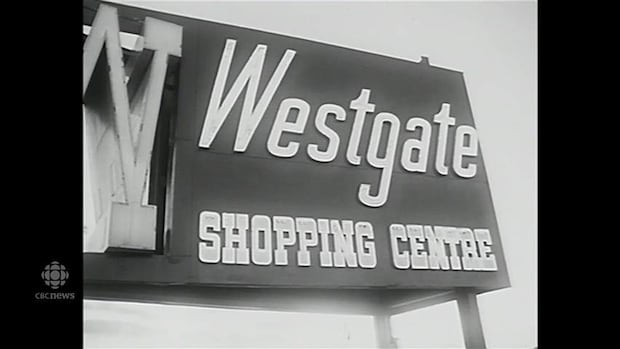 W
Westgate
SHOPPING CENTRE
CBCNEWS